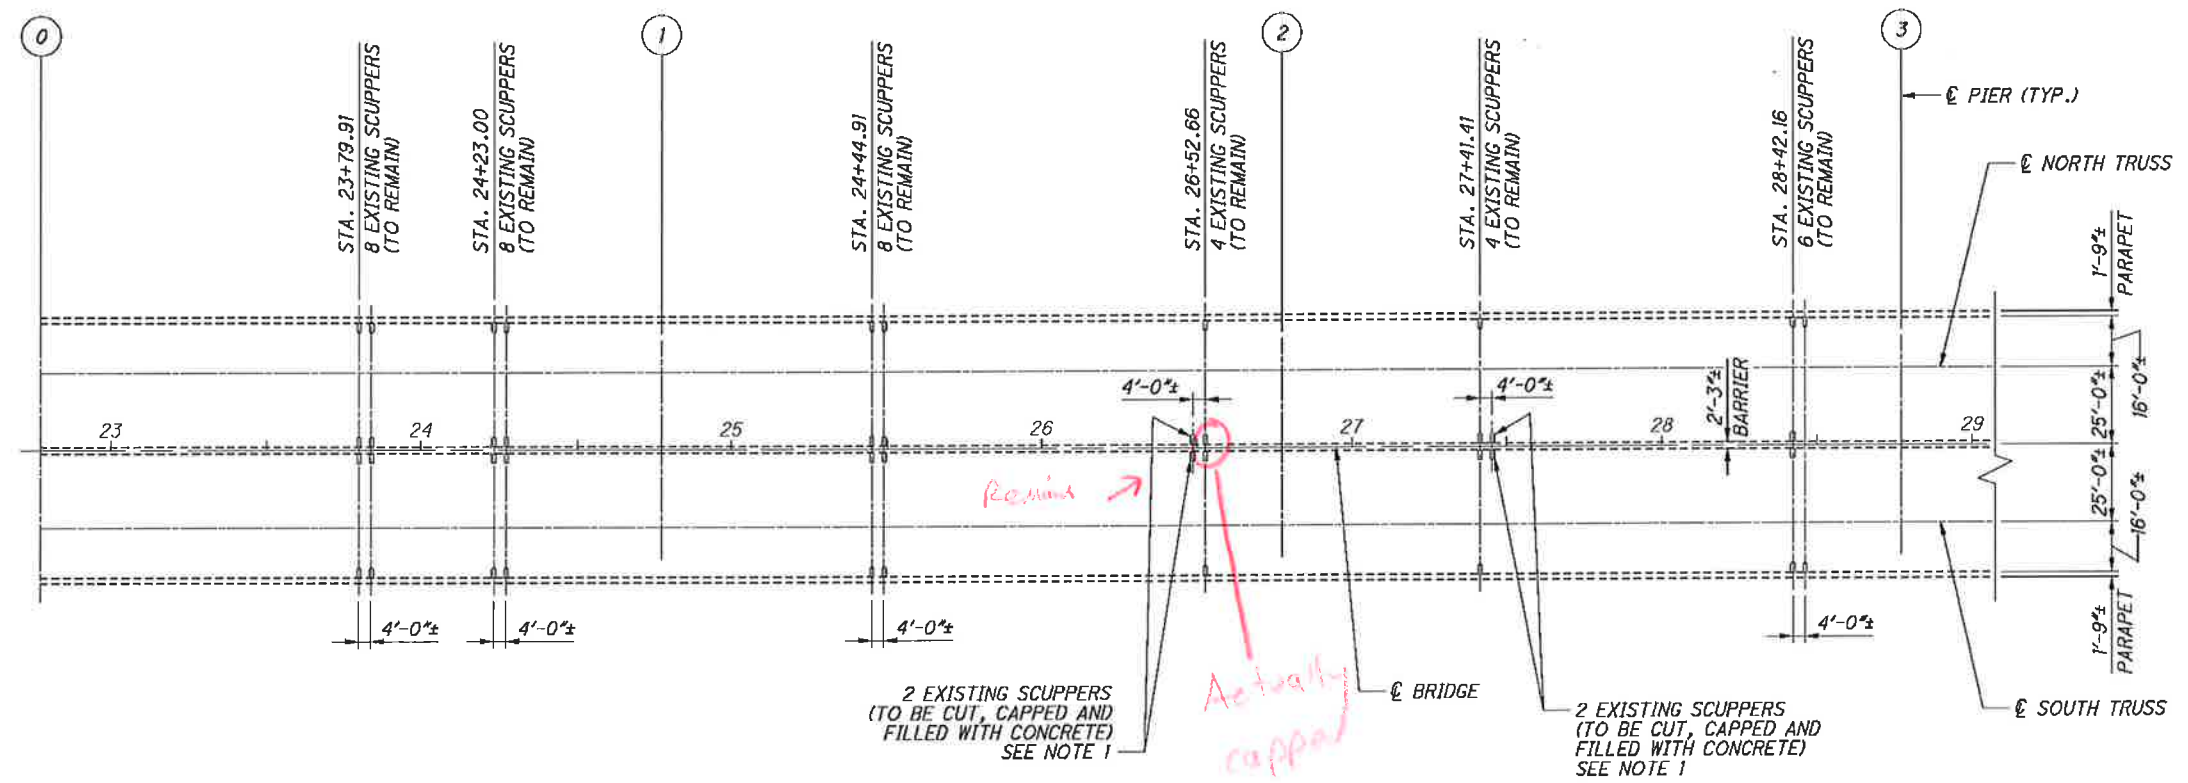 0
1
2
3
STA. 23+79.91
8 EXISTING SCUPPERS
(TO REMAIN)
STA. 24+23.00
8 EXISTING SCUPPERS
(TO REMAIN)
STA. 24+44.91
8 EXISTING SCUPPERS
(TO REMAIN)
STA. 26+52.66
4 EXISTING SCUPPERS
(TO REMAIN)
STA. 27+41.41
4 EXISTING SCUPPERS
(TO REMAIN)
STA. 28+42.16
6 EXISTING SCUPPERS
(TO REMAIN)
℄ PIER (TYP.)
℄ NORTH TRUSS
1'-9"±
PARAPET
16'-0"±
25'-0"±
4'-0"±
4'-0"±
2'-3"±
BARRIER
23
24
25
26
27
28
29
25'-0"±
16'-0"±
Remains
4'-0"±
4'-0"±
4'-0"±
4'-0"±
1'-9"±
PARAPET
Actually
capped
2 EXISTING SCUPPERS
(TO BE CUT, CAPPED AND
FILLED WITH CONCRETE)
SEE NOTE 1
℄ BRIDGE
2 EXISTING SCUPPERS
(TO BE CUT, CAPPED AND
FILLED WITH CONCRETE)
SEE NOTE 1
℄ SOUTH TRUSS